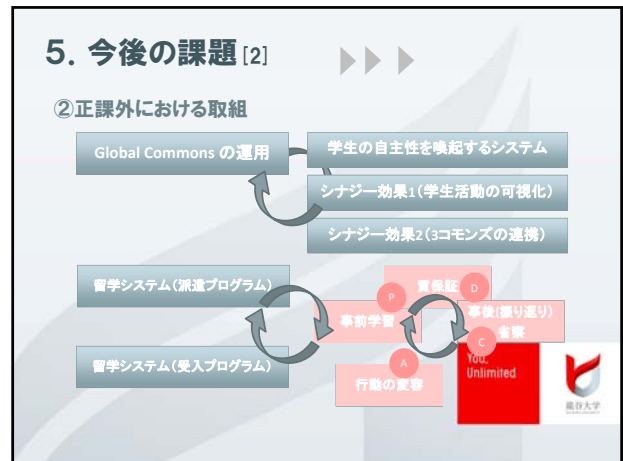 5. 今後の課題[2]
②正課外における取組
Global Commons の運用
学生の自主性を喚起するシステム
シナジー効果1(学生活動の可視化)
シナジー効果2(3コモンズの連携)
留学システム(派遣プログラム)
留学システム(受入プログラム)
質保証
P
D
事前学習
事後(振り返り)
省察
C
A
行動の変容
You,
Unlimited
龍谷大学